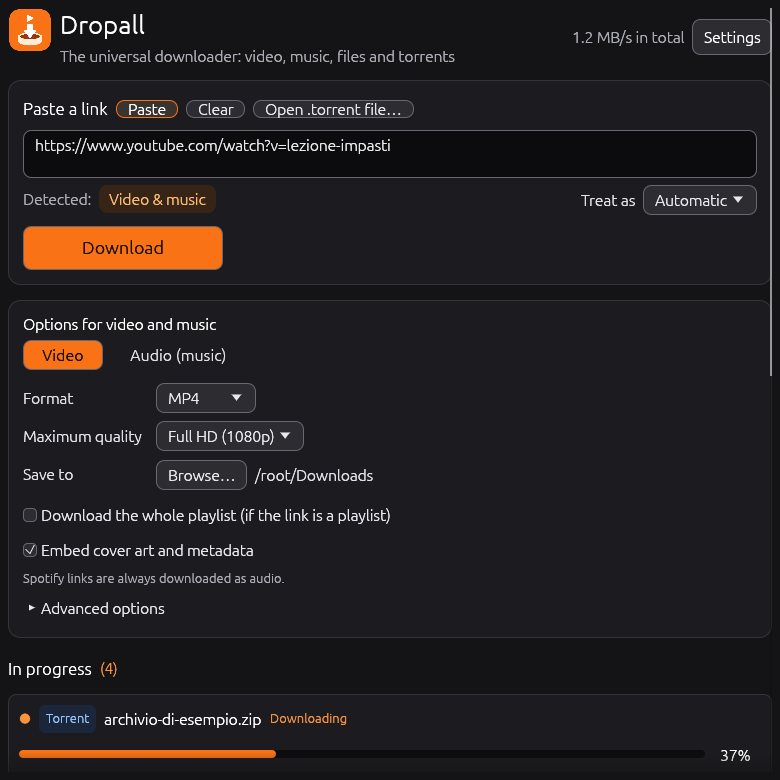 Dropall
The universal downloader: video, music, files and torrents
1.2 MB/s in total
Settings
Paste a link
Paste
Clear
Open .torrent file…
https://www.youtube.com/watch?v=lezione-impasti
Detected:
Video & music
Treat as
Automatic
Download
Options for video and music
Video
Audio (music)
Format
MP4
Maximum quality
Full HD (1080p)
Save to
Browse…
/root/Downloads
Download the whole playlist (if the link is a playlist)
Embed cover art and metadata
Spotify links are always downloaded as audio.
Advanced options
In progress (4)
Torrent
archivio-di-esempio.zip
Downloading
37%